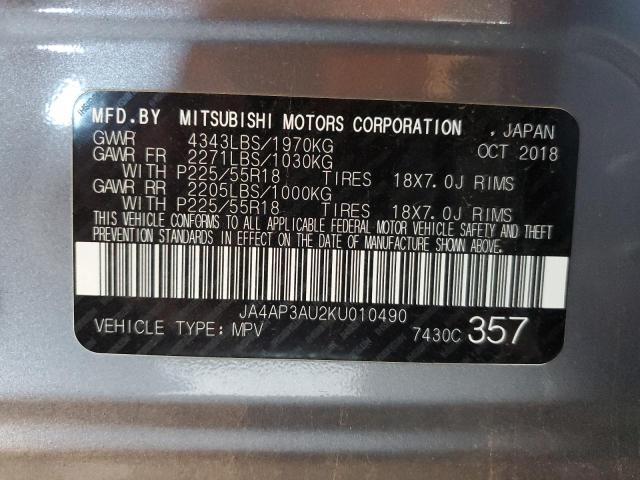 MFD.BY MITSUBISHI MOTORS CORPORATION , JAPAN
GVWR 4343LBS/1970KG OCT 2018
GAWR FR 2271LBS/1030KG
WITH P225/55R18 TIRES 18X7.0J RIMS
GAWR RR 2205LBS/1000KG
WITH P225/55R18 TIRES 18X7.0J RIMS
THIS VEHICLE CONFORMS TO ALL APPLICABLE FEDERAL MOTOR VEHICLE SAFETY AND THEFT
PREVENTION STANDARDS IN EFFECT ON THE DATE OF MANUFACTURE SHOWN ABOVE.
JA4AP3AU2KU010490
VEHICLE TYPE: MPV 7430C 357